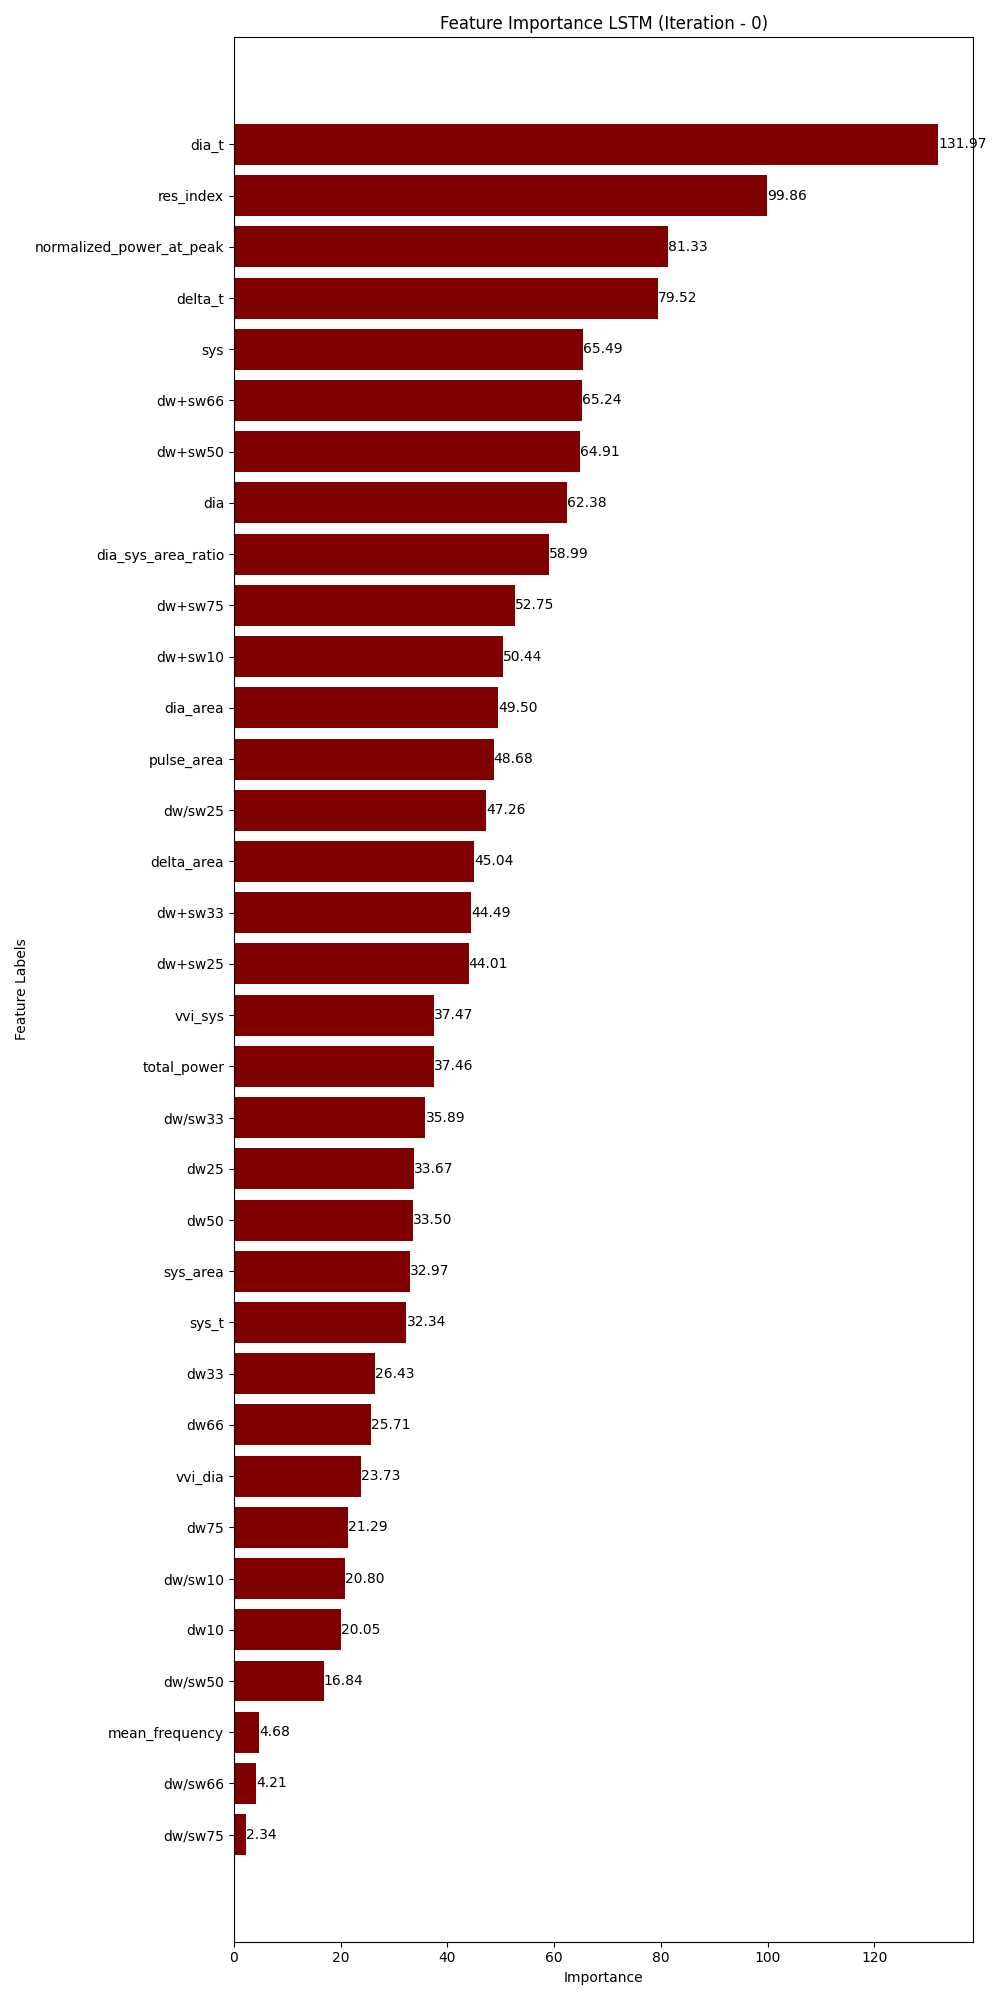 Feature Importance LSTM (Iteration - 0)
dia_t 131.97
res_index 99.86
normalized_power_at_peak 81.33
delta_t 79.52
sys 65.49
dw+sw66 65.24
dw+sw50 64.91
dia 62.38
dia_sys_area_ratio 58.99
dw+sw75 52.75
dw+sw10 50.44
dia_area 49.50
pulse_area 48.68
dw/sw25 47.26
delta_area 45.04
dw+sw33 44.49
dw+sw25 44.01
vvi_sys 37.47
total_power 37.46
dw/sw33 35.89
dw25 33.67
dw50 33.50
sys_area 32.97
sys_t 32.34
dw33 26.43
dw66 25.71
vvi_dia 23.73
dw75 21.29
dw/sw10 20.80
dw10 20.05
dw/sw50 16.84
mean_frequency 4.68
dw/sw66 4.21
dw/sw75 2.34
Feature Labels
0 20 40 60 80 100 120
Importance